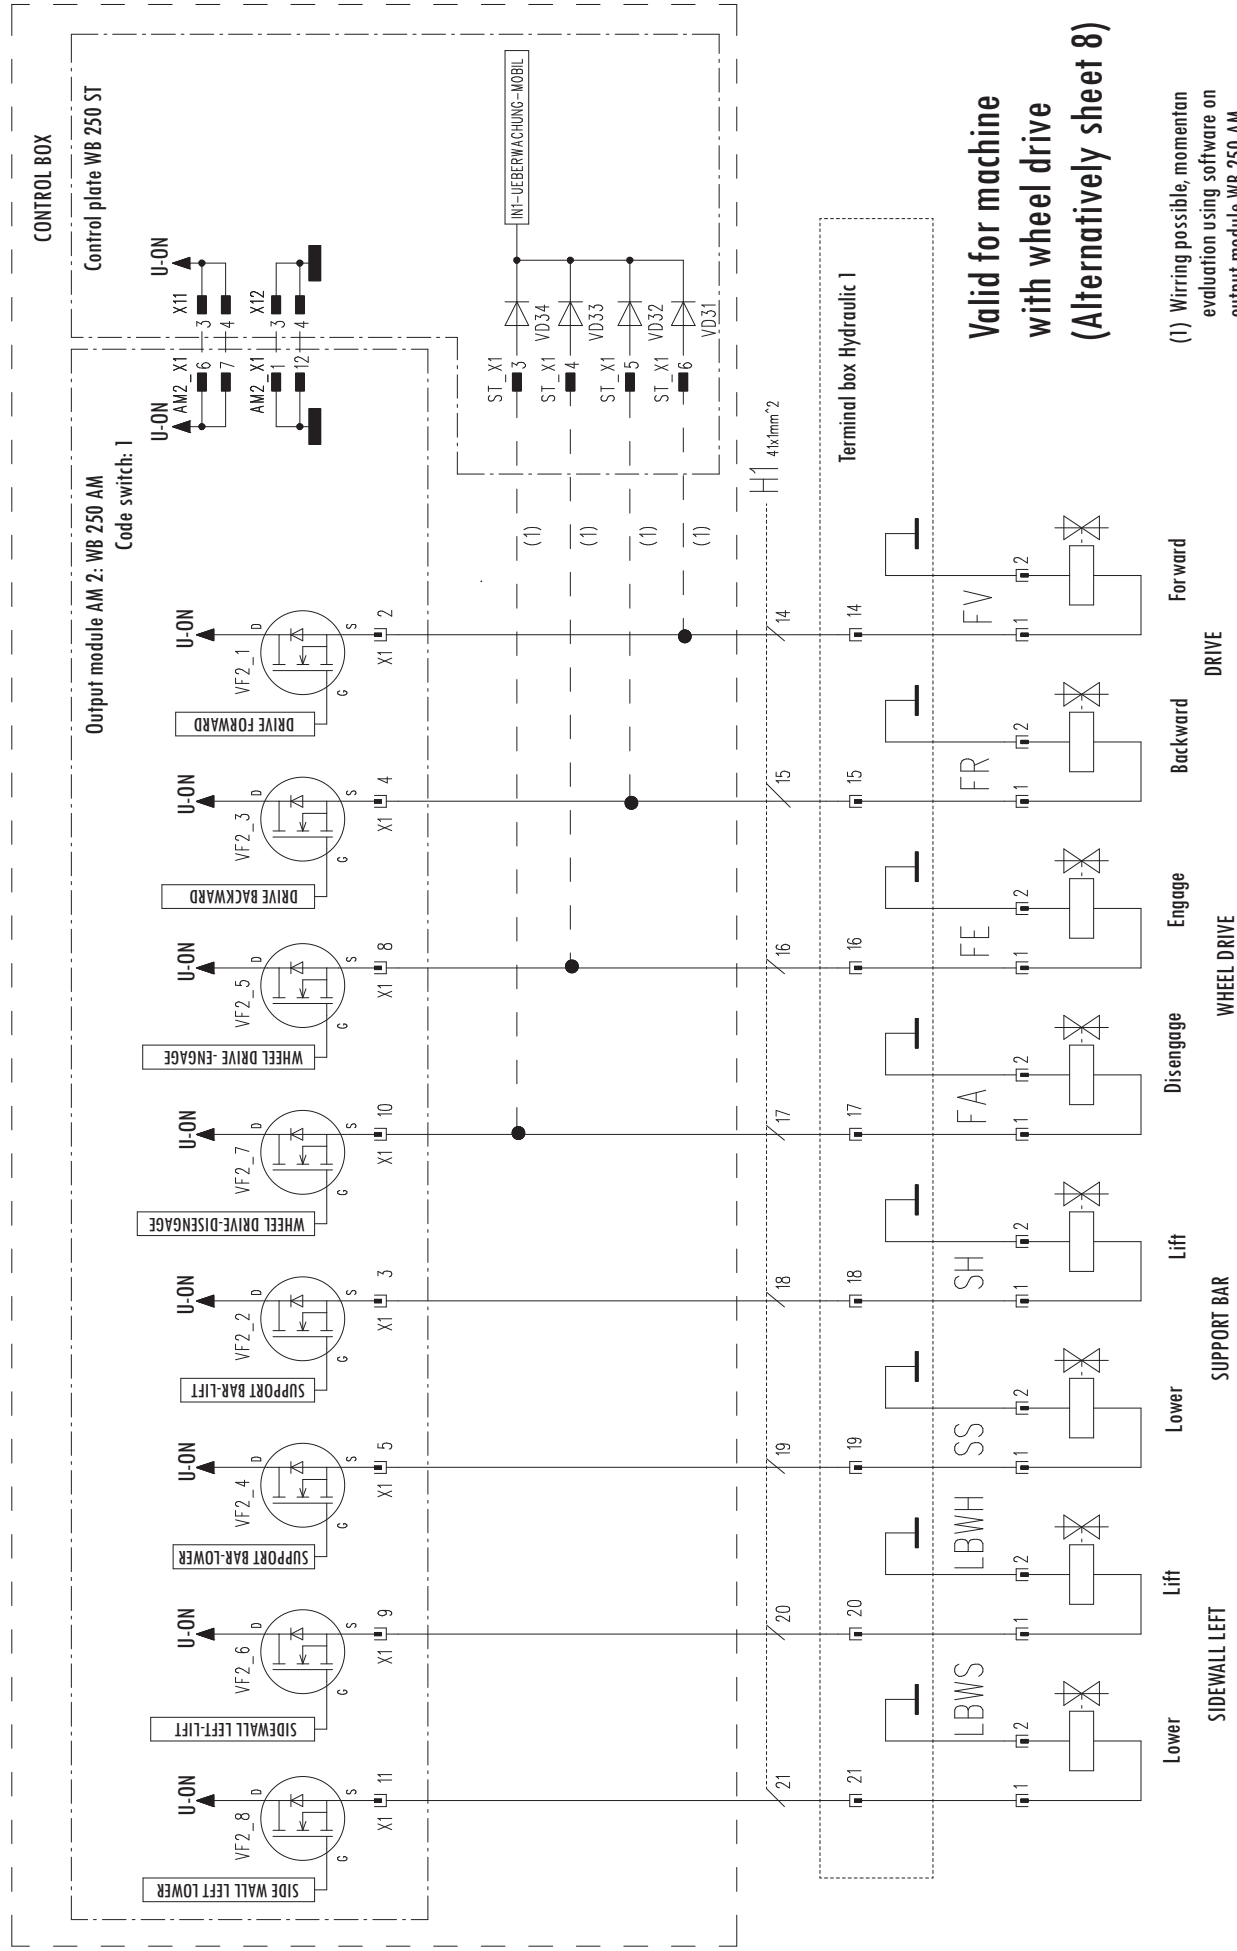 CONTROL BOX
Control plate WB 250 ST
U-ON
X11
3
4
X12
3
4
IN1-UEBERWACHUNG-MOBIL
VD34
VD33
VD32
VD31
ST_X1
3
ST_X1
4
ST_X1
5
ST_X1
6
Output module AM 2: WB 250 AM
Code switch: 1
U-ON
AM2_X1
6
7
AM2_X1
1
12
(1)
(1)
(1)
(1)
SIDE WALL LEFT LOWER
VF2_8
U-ON
D
S
G
X1
11
SIDEWALL LEFT-LIFT
VF2_6
U-ON
D
S
G
X1
9
SUPPORT BAR-LOWER
VF2_4
U-ON
D
S
G
X1
5
SUPPORT BAR-LIFT
VF2_2
U-ON
D
S
G
X1
3
WHEEL DRIVE-DISENGAGE
VF2_7
U-ON
D
S
G
X1
10
WHEEL DRIVE -ENGAGE
VF2_5
U-ON
D
S
G
X1
8
DRIVE BACKWARD
VF2_3
U-ON
D
S
G
X1
4
DRIVE FORWARD
VF2_1
U-ON
D
S
G
X1
2
H1 41x1mm^2
21
20
19
18
17
16
15
14
Terminal box Hydraulic 1
21
20
19
18
17
16
15
14
LBWS
LBWH
SS
SH
FA
FE
FR
FV
1
2
1
2
1
2
1
2
1
2
1
2
1
2
1
2
Lower
Lift
Lower
Lift
Disengage
Engage
Backward
Forward
SIDEWALL LEFT
SUPPORT BAR
WHEEL DRIVE
DRIVE
Valid for machine
with wheel drive
(Alternatively sheet 8)
(1) Wirring possible, momentan
evaluation using software on
output module WB 250 AM